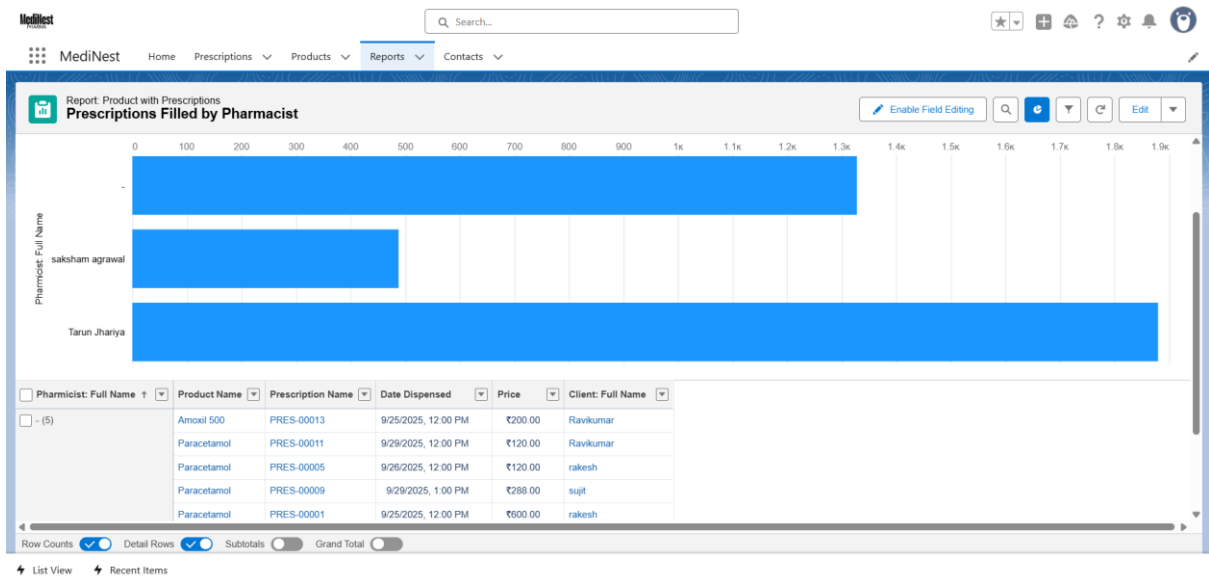 MediNest
Search...
MediNest Home Prescriptions Products Reports Contacts
Report: Product with Prescriptions
Prescriptions Filled by Pharmacist
Enable Field Editing
Edit
0 100 200 300 400 500 600 700 800 900 1K 1.1K 1.2K 1.3K 1.4K 1.5K 1.6K 1.7K 1.8K 1.9K
Pharmicist: Full Name
-
saksham agrawal
Tarun Jhariya
Pharmicist: Full Name ↑ Product Name Prescription Name Date Dispensed Price Client: Full Name
- (5) Amoxil 500 PRES-00013 9/25/2025, 12:00 PM ₹200.00 Ravikumar
Paracetamol PRES-00011 9/29/2025, 12:00 PM ₹120.00 Ravikumar
Paracetamol PRES-00005 9/26/2025, 12:00 PM ₹120.00 rakesh
Paracetamol PRES-00009 9/29/2025, 1:00 PM ₹288.00 sujit
Paracetamol PRES-00001 9/25/2025, 12:00 PM ₹600.00 rakesh
Row Counts Detail Rows Subtotals Grand Total
List View Recent Items